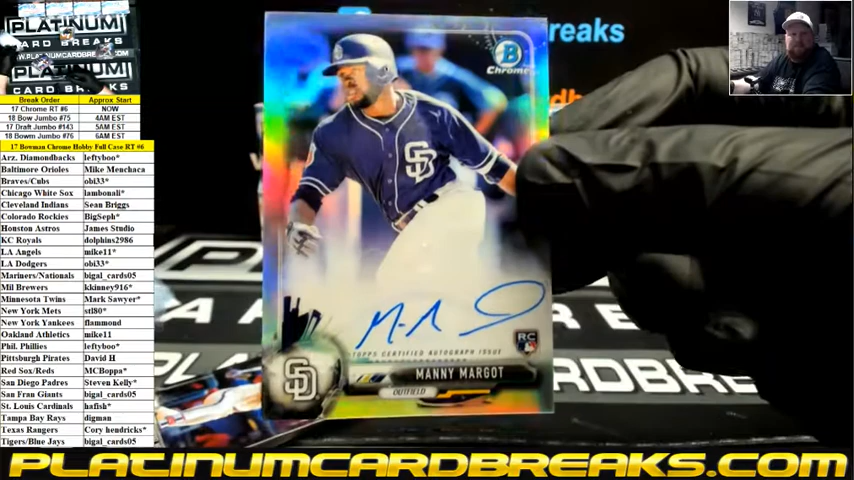 PLATINUM
CARD BREAKS
WWW.PLATINUMCARDBREAKS.COM
PLATINUM
Break Order Approx Start
17 Chrome RT #6 NOW
18 Bow Jumbo #75 4AM EST
17 Draft Jumbo #143 5AM EST
18 Bowm Jumbo #76 6AM EST
17 Bowman Chrome Hobby Full Case RT #6
Arz. Diamondbacks leftyboo*
Baltimore Orioles Mike Menchaca
Braves/Cubs obi33*
Chicago White Sox lambonali*
Cleveland Indians Sean Briggs
Colorado Rockies BigSeph*
Houston Astros James Studio
KC Royals dolphins2986
LA Angels mike11*
LA Dodgers obi33*
Mariners/Nationals bigal_cards05
Mil Brewers kkinney916*
Minnesota Twins Mark Sawyer*
New York Mets stl80*
New York Yankees flammond
Oakland Athletics mike11
Phil. Phillies leftyboo*
Pittsburgh Pirates David H
Red Sox/Reds MCBoppa*
San Diego Padres Steven Kelly*
San Fran Giants bigal_cards05
St. Louis Cardinals hafish*
Tampa Bay Rays digman
Texas Rangers Cory hendricks*
Tigers/Blue Jays bigal_cards05
reaks
B
Chrome
SD
TOPPS CERTIFIED AUTOGRAPH ISSUE
RC
SD
MANNY MARGOT
OUTFIELD
RDBRE
PLATINUMCARDBREAKS.COM